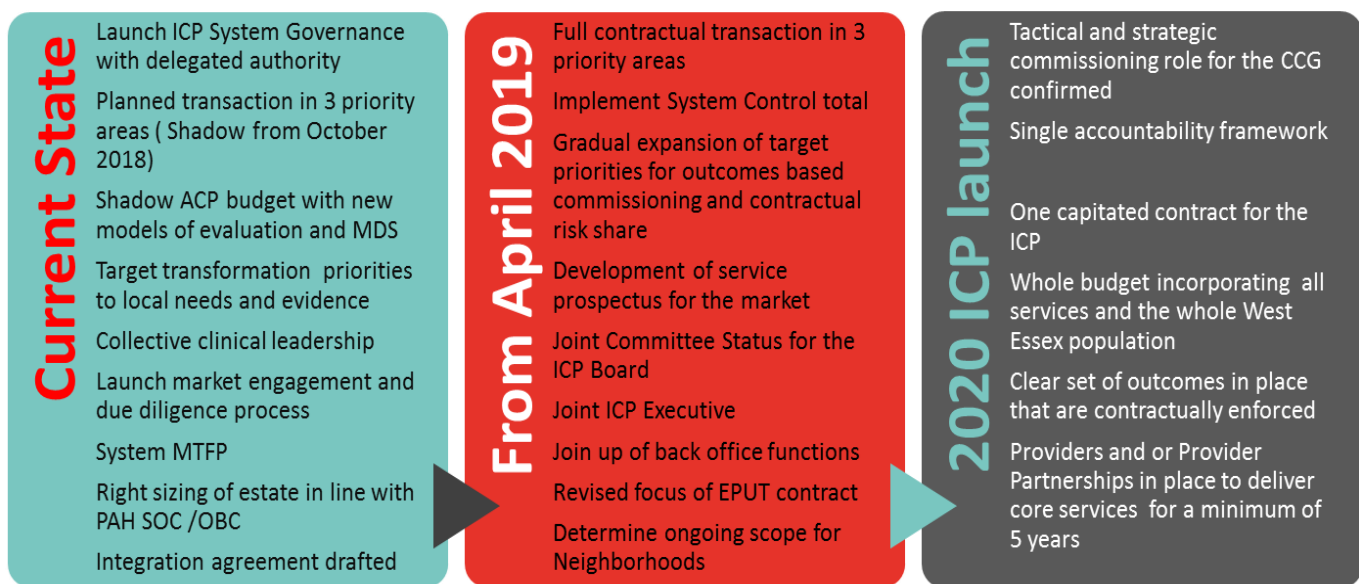 Current State
Launch ICP System Governance
with delegated authority
Planned transaction in 3 priority
areas ( Shadow from October
2018)
Shadow ACP budget with new
models of evaluation and MDS
Target transformation  priorities
to local needs and evidence
Collective clinical leadership
Launch market engagement and
due diligence process
System MTFP
Right sizing of estate in line with
PAH SOC /OBC
Integration agreement drafted
From April 2019
Full contractual transaction in 3
priority areas
Implement System Control total
Gradual expansion of target
priorities for outcomes based
commissioning and contractual
risk share
Development of service
prospectus for the market
Joint Committee Status for the
ICP Board
Joint ICP Executive
Join up of back office functions
Revised focus of EPUT contract
Determine ongoing scope for
Neighborhoods
2020 ICP launch
Tactical and strategic
commissioning role for the CCG
confirmed
Single accountability framework
One capitated contract for the
ICP
Whole budget incorporating  all
services and the whole West
Essex population
Clear set of outcomes in place
that are contractually enforced
Providers and or Provider
Partnerships in place to deliver
core services  for a minimum of
5 years